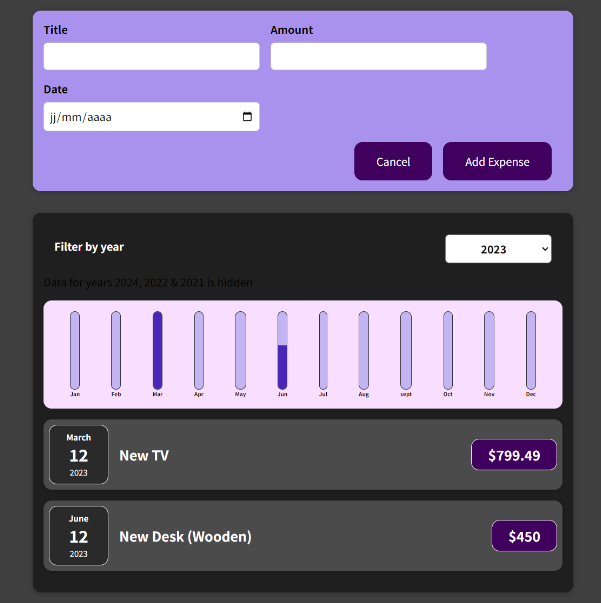 Title Amount
Date
jj/mm/aaaa
Cancel Add Expense
Filter by year 2023
Data for years 2024, 2022 & 2021 is hidden
Jan Feb Mar Apr May Jun Jul Aug sept Oct Nov Dec
March
12
2023
New TV
$799.49
June
12
2023
New Desk (Wooden)
$450